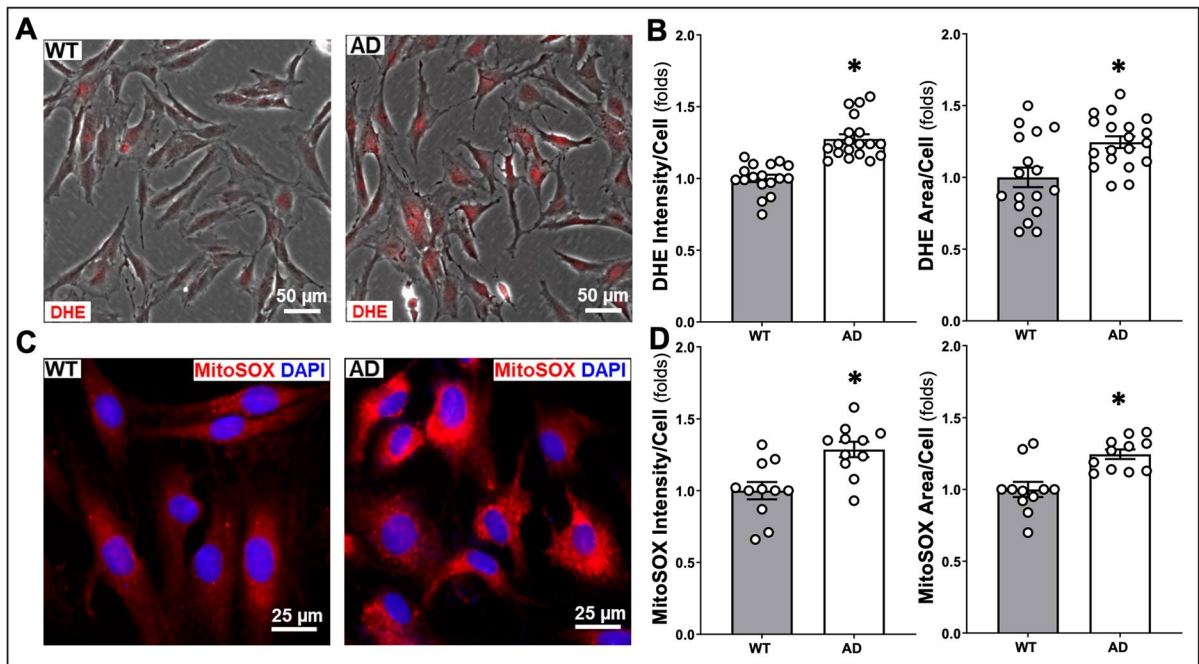 A
WT
AD
DHE
50 µm
50 µm
B
DHE Intensity/Cell (folds)
2.0
1.5
1.0
0.5
0.0
*
WT
AD
DHE Area/Cell (folds)
2.0
1.5
1.0
0.5
0.0
*
WT
AD
C
WT
MitoSOX DAPI
25 µm
AD
MitoSOX DAPI
25 µm
D
MitoSOX Intensity/Cell (folds)
2.0
1.5
1.0
0.5
0.0
*
WT
AD
MitoSOX Area/Cell (folds)
2.0
1.5
1.0
0.5
0.0
*
WT
AD